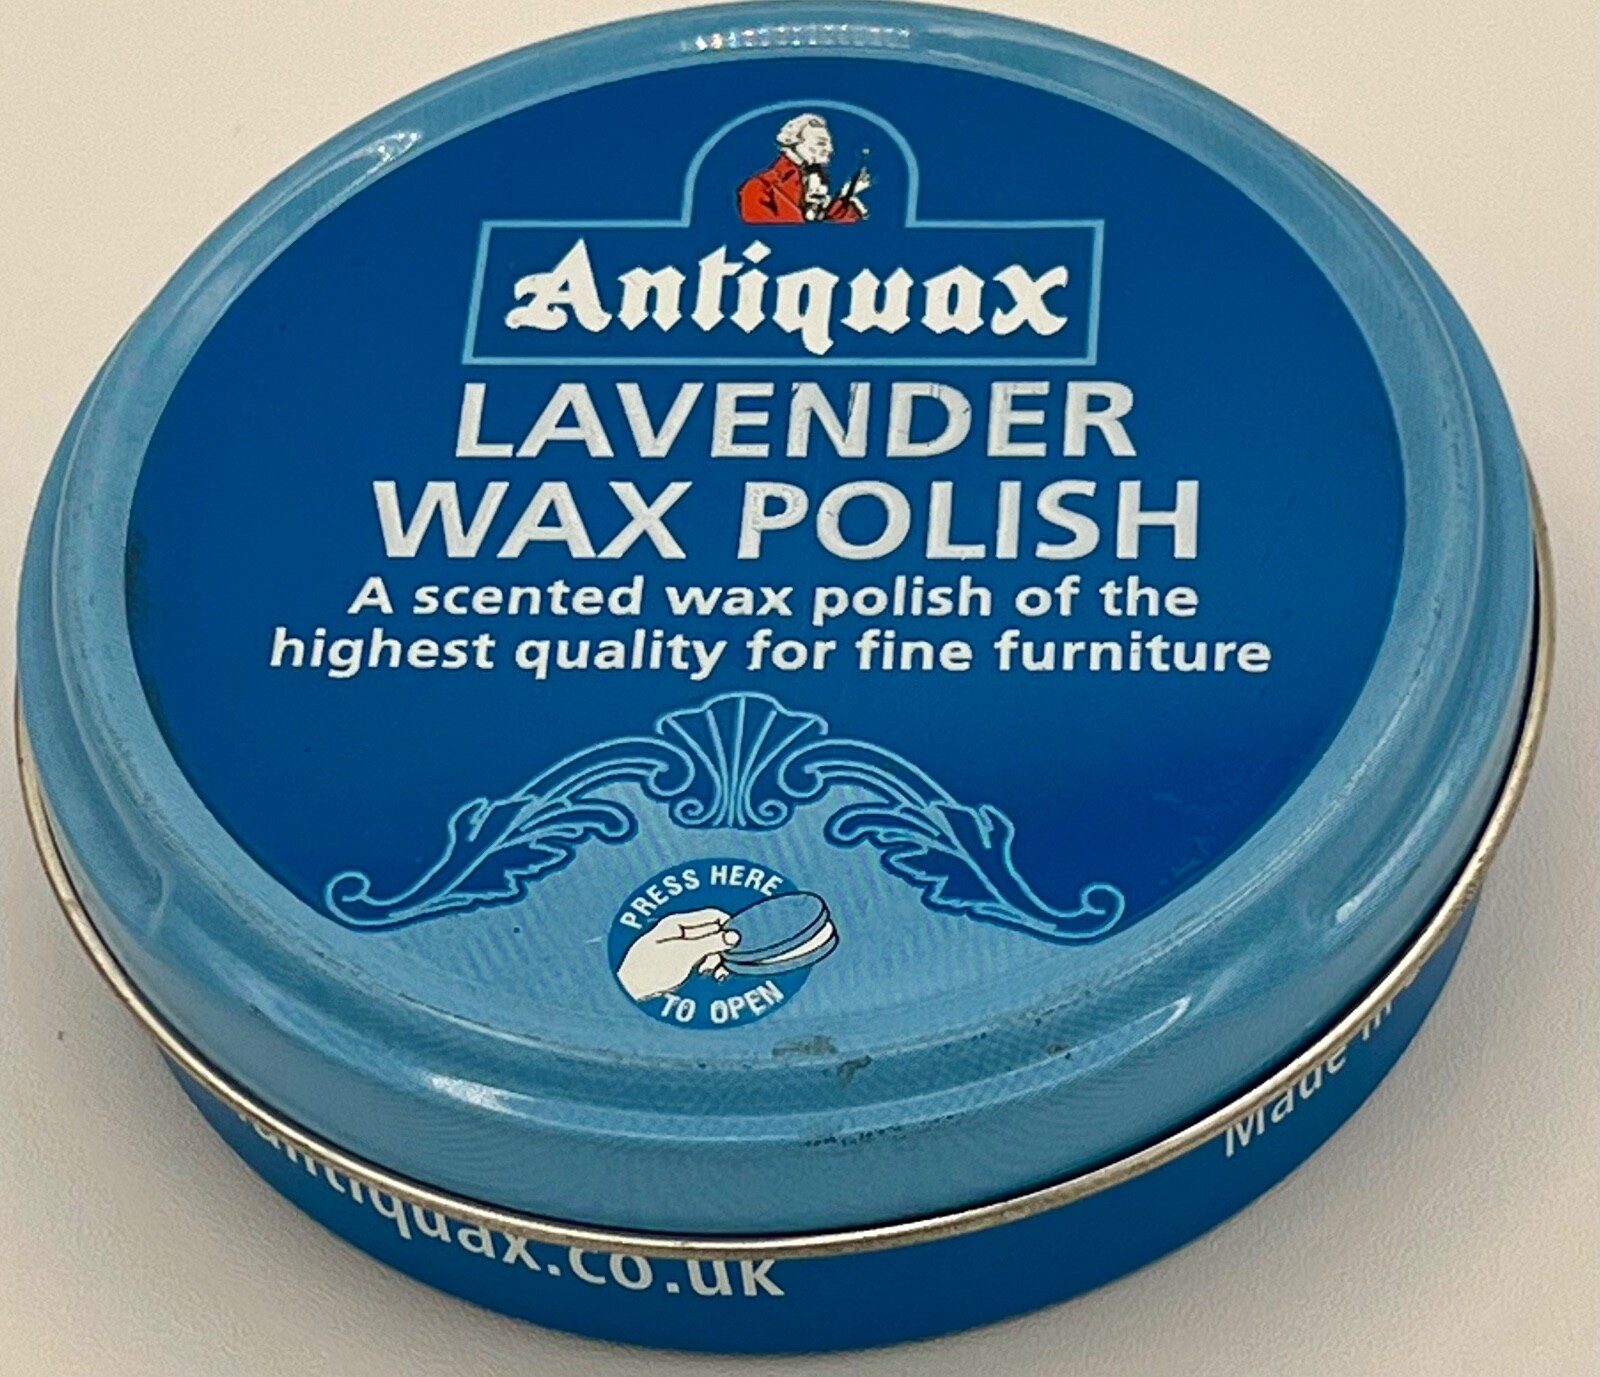 Antiquax
LAVENDER
WAX POLISH
A scented wax polish of the
highest quality for fine furniture
PRESS HERE
TO OPEN
antiquax.co.uk
Made in